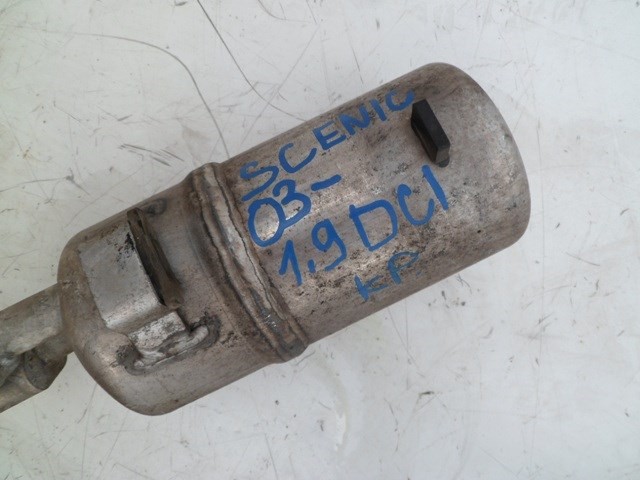 SCENIC
03-
1.9 DCI
KP